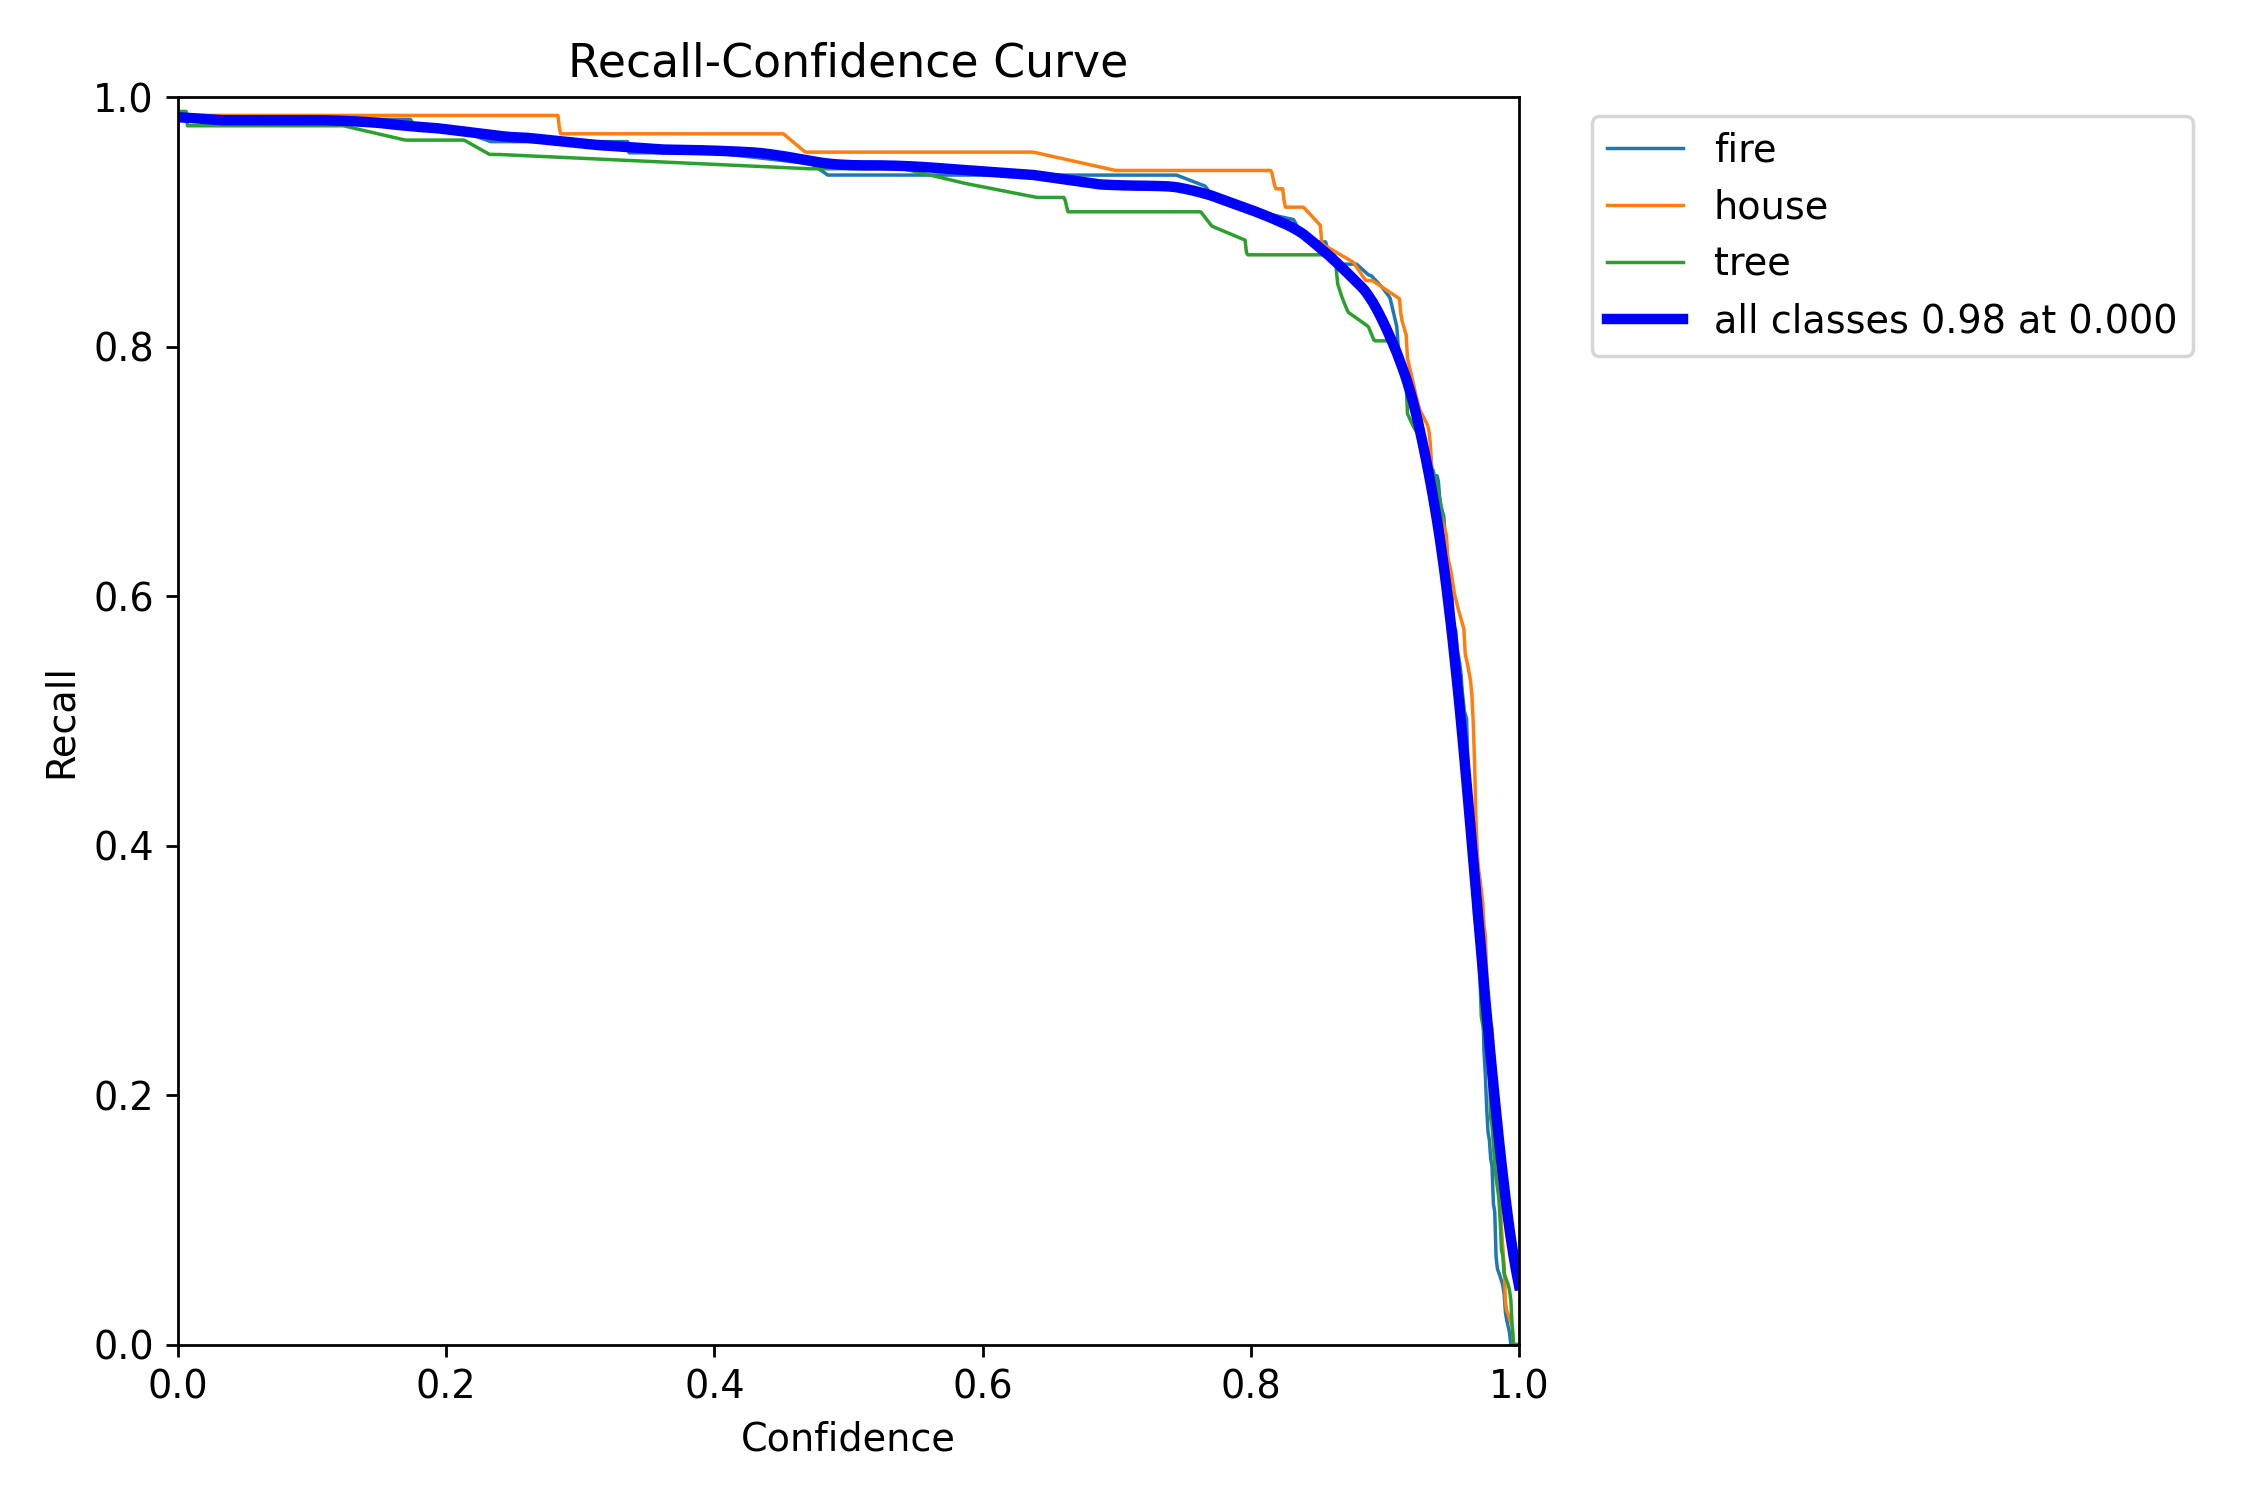 Recall-Confidence Curve
1.0
0.8
0.6
0.4
0.2
0.0
Recall
0.0 0.2 0.4 0.6 0.8 1.0
Confidence
fire
house
tree
all classes 0.98 at 0.000